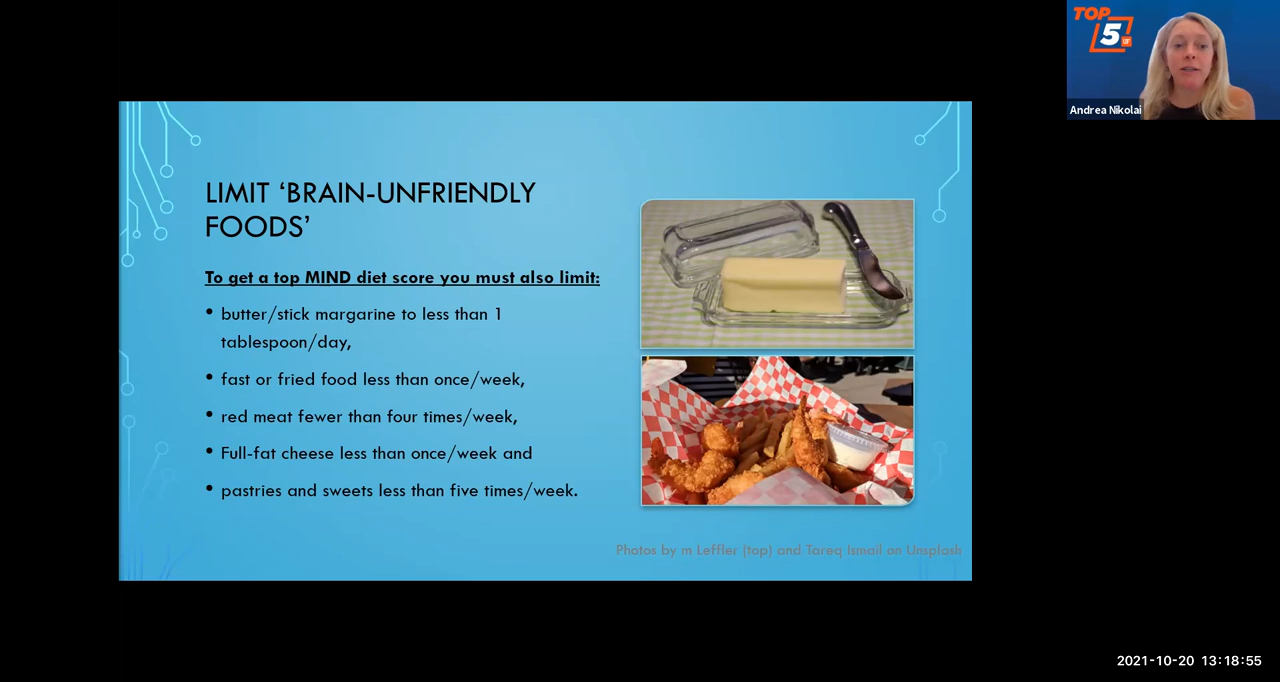 TOP
5
UF
Andrea Nikolai
LIMIT ‘BRAIN-UNFRIENDLY
FOODS’
To get a top MIND diet score you must also limit:
• butter/stick margarine to less than 1
tablespoon/day,
• fast or fried food less than once/week,
• red meat fewer than four times/week,
• Full-fat cheese less than once/week and
• pastries and sweets less than five times/week.
Photos by m Leffler (top) and Tareq Ismail on Unsplash
2021-10-20 13:18:55